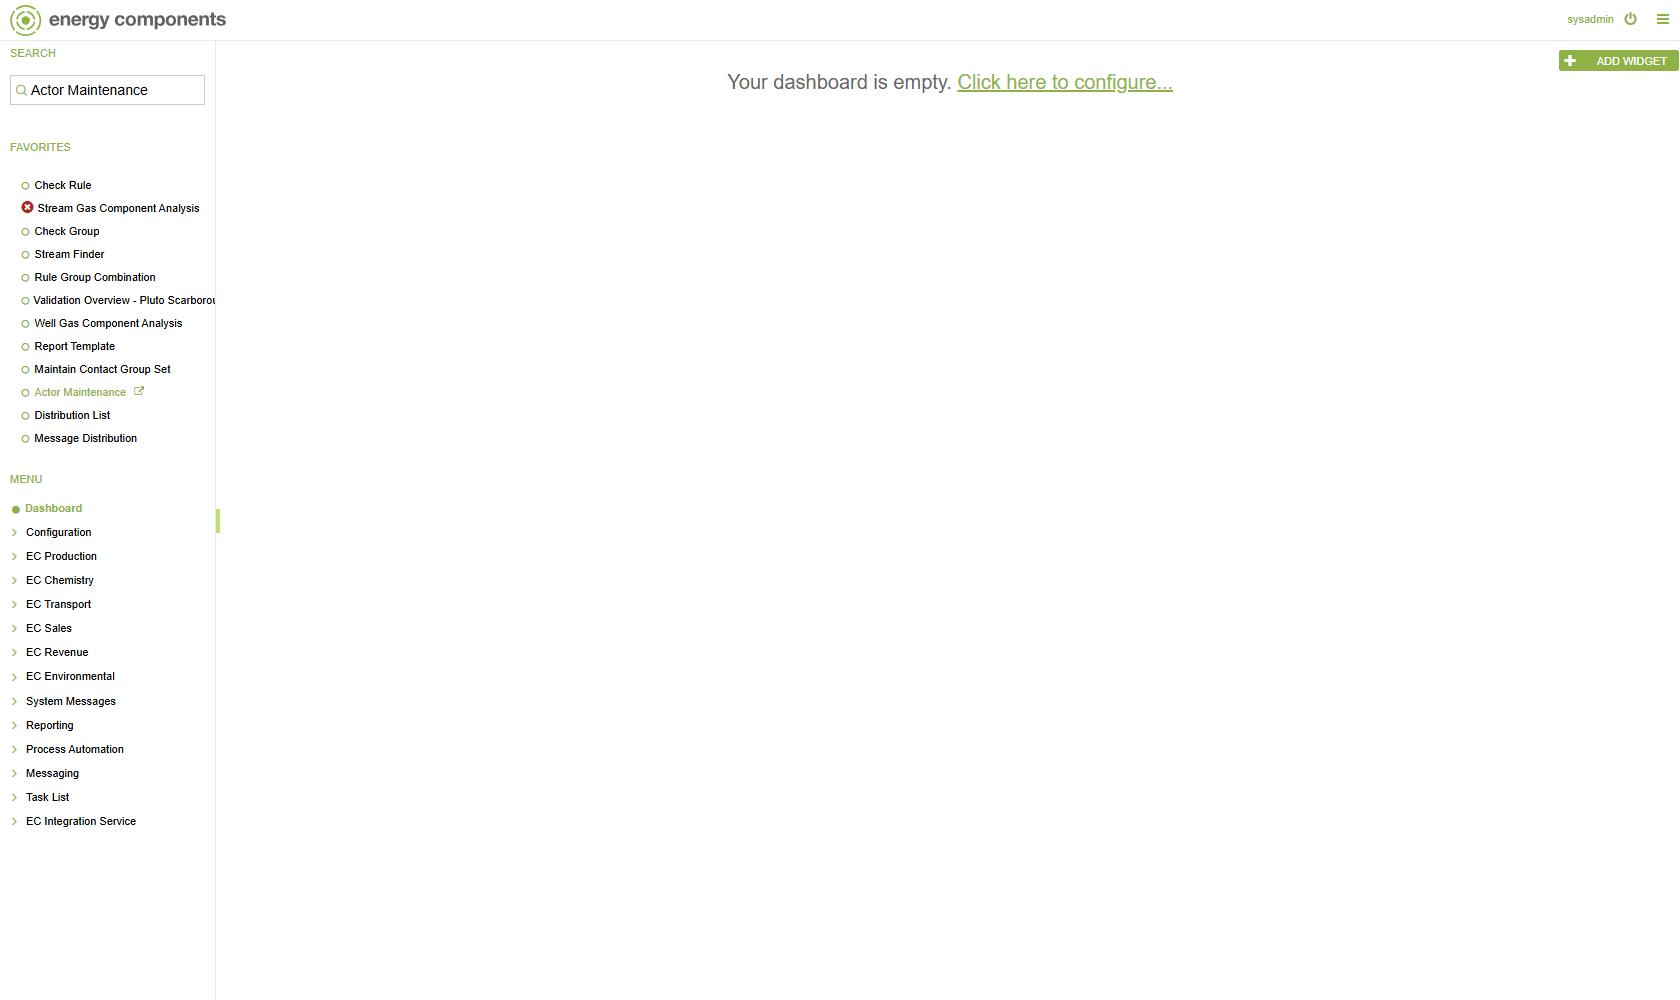 energy components
sysadmin
SEARCH
Actor Maintenance
ADD WIDGET
Your dashboard is empty. Click here to configure...
FAVORITES
Check Rule
Stream Gas Component Analysis
Check Group
Stream Finder
Rule Group Combination
Validation Overview - Pluto Scarborou
Well Gas Component Analysis
Report Template
Maintain Contact Group Set
Actor Maintenance
Distribution List
Message Distribution
MENU
Dashboard
Configuration
EC Production
EC Chemistry
EC Transport
EC Sales
EC Revenue
EC Environmental
System Messages
Reporting
Process Automation
Messaging
Task List
EC Integration Service